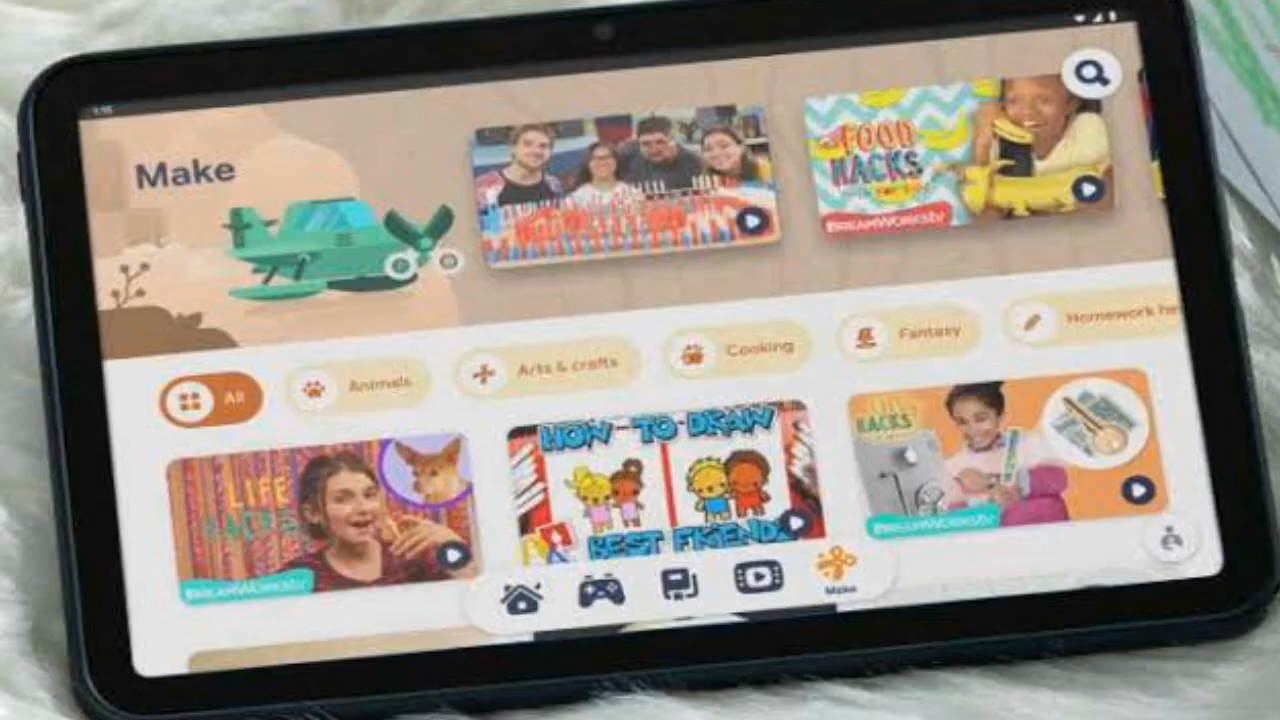 Make
FOOD
HACKS
DREAMWORKStv
All
Animals
Arts & crafts
Cooking
Fantasy
Homework he
LIFE
HACKS
DREAMWORKStv
HOW-TO-DRAW
BEST FRIENDS
HACKS
DREAMWORKStv
Make